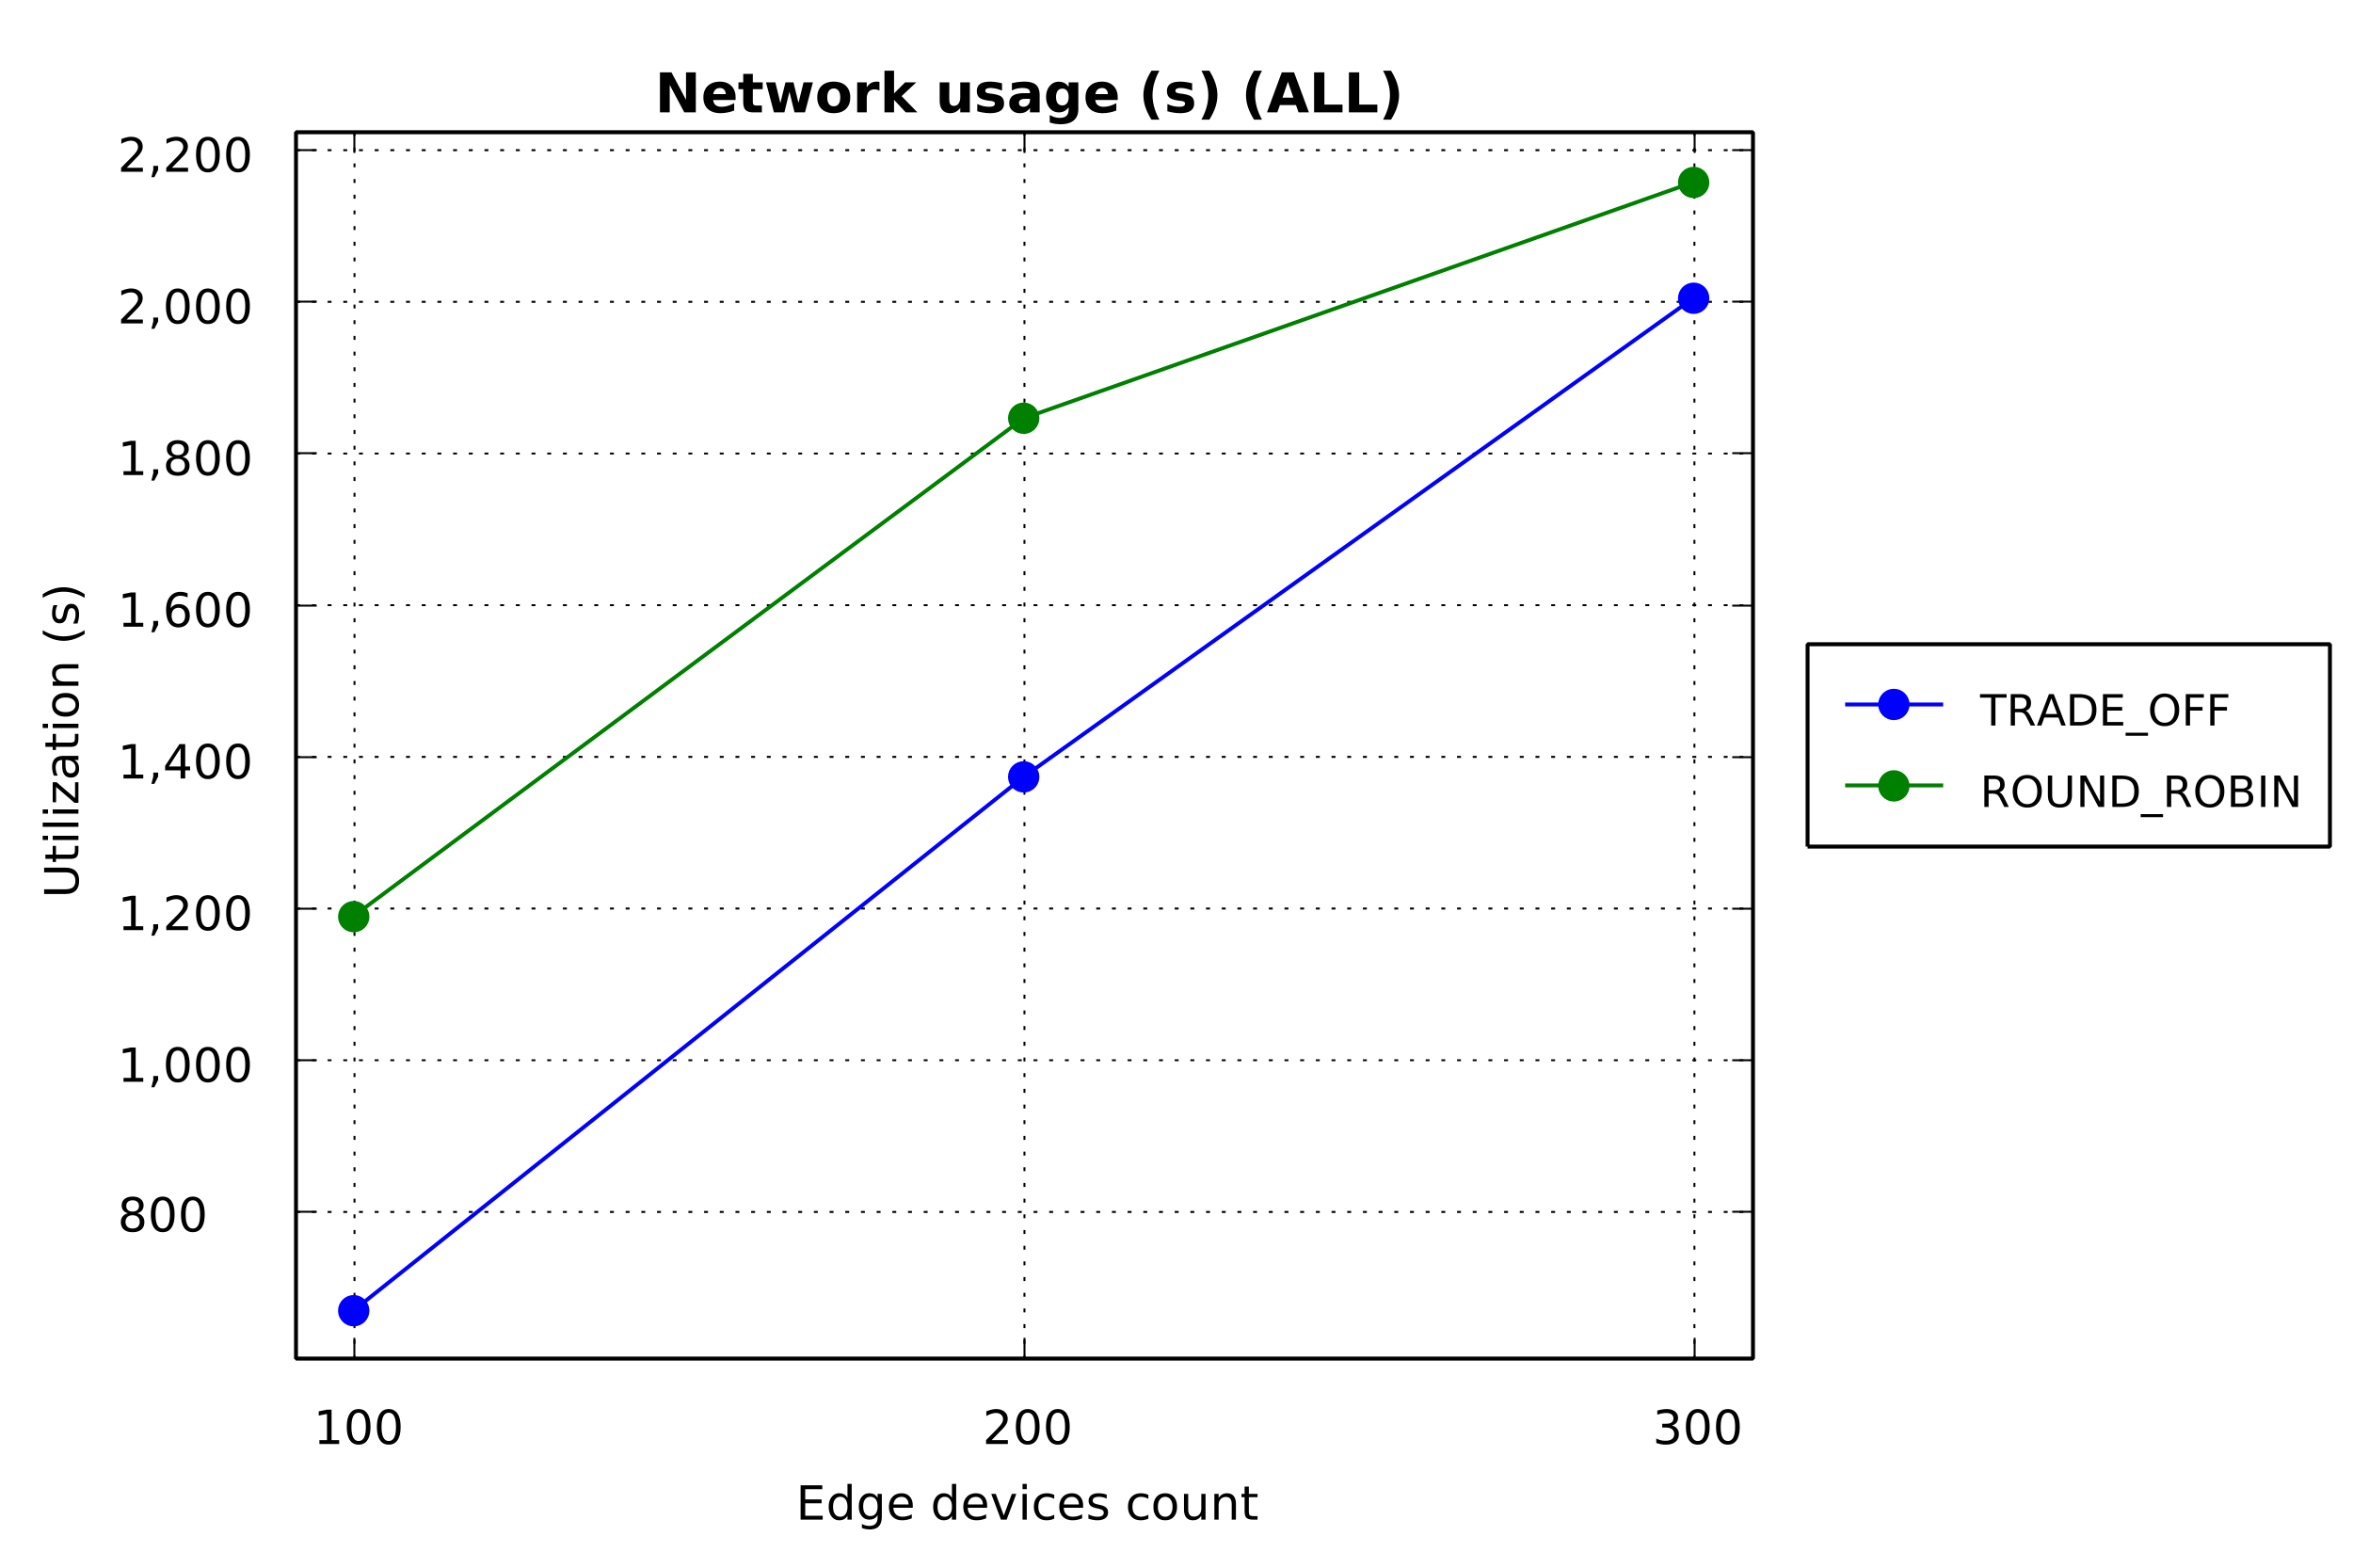 Network usage (s) (ALL)
2,200
2,000
1,800
1,600
1,400
1,200
1,000
800
Utilization (s)
100
200
300
Edge devices count
TRADE_OFF
ROUND_ROBIN